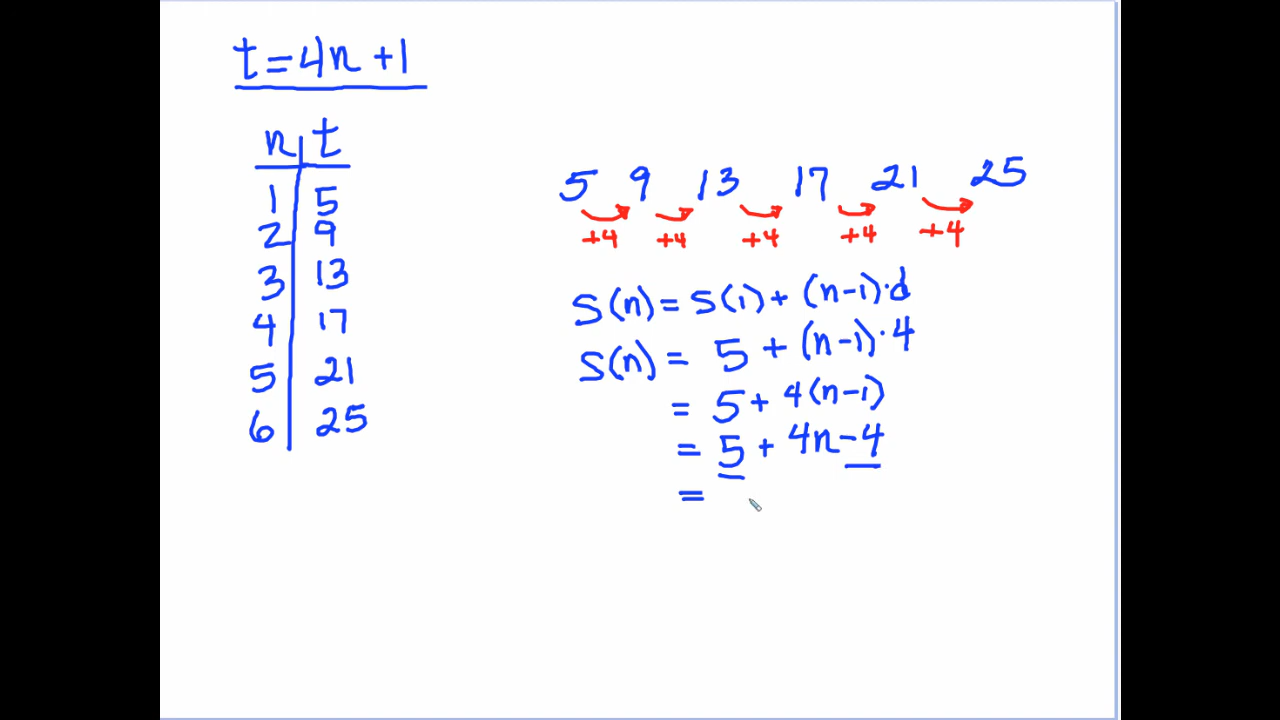 t=4n+1
n t
1 5
2 9
3 13
4 17
5 21
6 25
5 9 13 17 21 25
+4 +4 +4 +4 +4
S(n) = S(1) + (n-1)·d
S(n) = 5 + (n-1)·4
= 5 + 4(n-1)
= 5 + 4n-4
=